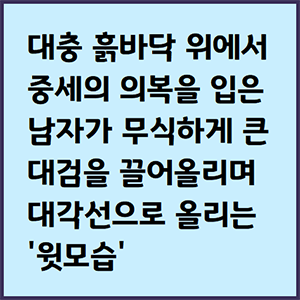 대충 흙바닥 위에서
중세의 의복을 입은
남자가 무식하게 큰
대검을 끌어올리며
대각선으로 올리는
'윗모습'